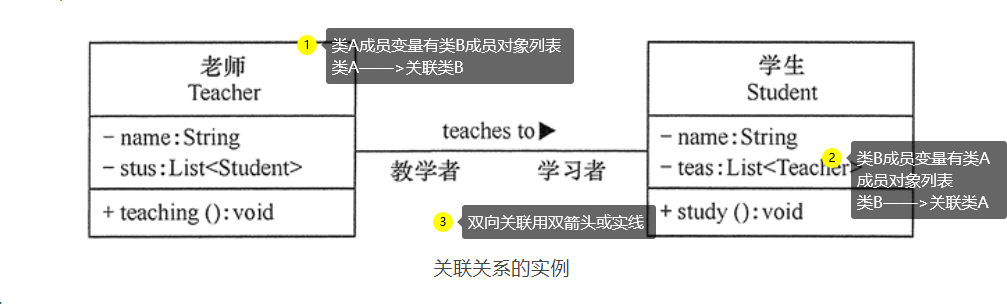 1
类A成员变量有类B成员对象列表
类A——>关联类B
老师
Teacher
- name:String
- stus:List<Student>
+ teaching ():void
teaches to▶
教学者
学习者
学生
Student
- name:String
- teas:List<Teacher>
+ study ():void
2
类B成员变量有类A
成员对象列表
类B——>关联类A
3
双向关联用双箭头或实线
关联关系的实例